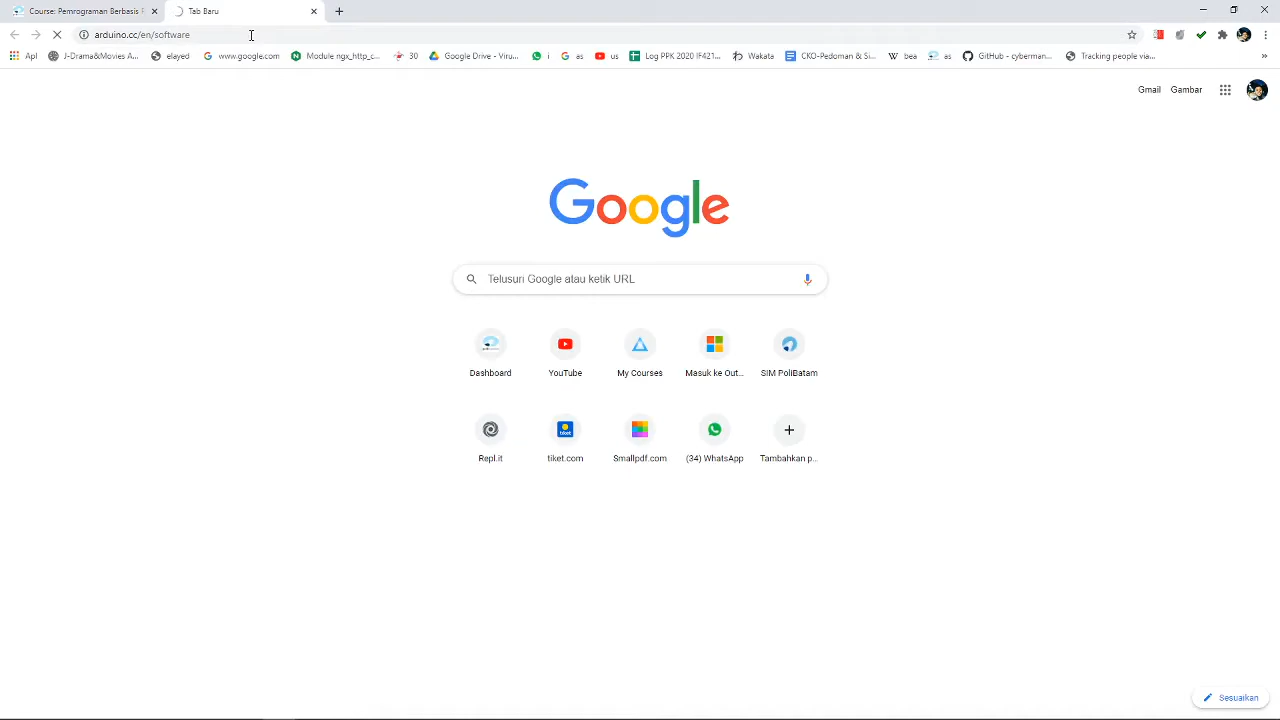 Course: Pemrograman Berbasis P
Tab Baru
arduino.cc/en/software
Apl
J-Drama&Movies A...
elayed
www.google.com
Module ngx_http_c...
30
Google Drive - Viru...
i
as
us
Log PPK 2020 IF421...
Wakata
CKO-Pedoman & Si...
bea
as
GitHub - cyberman...
Tracking people via...
Gmail
Gambar
Google
Telusuri Google atau ketik URL
Dashboard
YouTube
My Courses
Masuk ke Out...
SIM PoliBatam
Repl.it
tiket.com
Smallpdf.com
(34) WhatsApp
Tambahkan p...
Sesuaikan